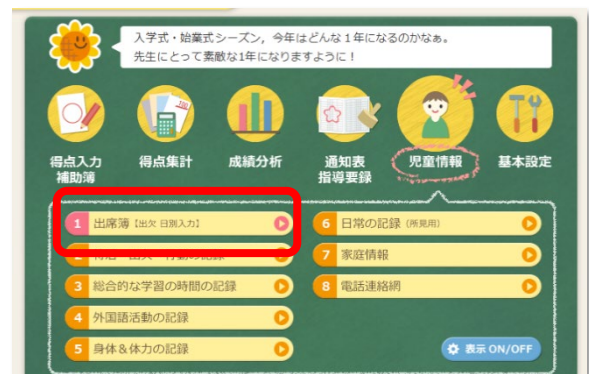 入学式・始業式シーズン，今年はどんな１年になるのかなぁ。
先生にとって素敵な1年になりますように！
得点入力
補助簿
得点集計
成績分析
通知表
指導要録
児童情報
基本設定
1 出席簿【出欠 日別入力】
3 総合的な学習の時間の記録
4 外国語活動の記録
5 身体＆体力の記録
6 日常の記録（所見用）
7 家庭情報
8 電話連絡網
表示 ON/OFF